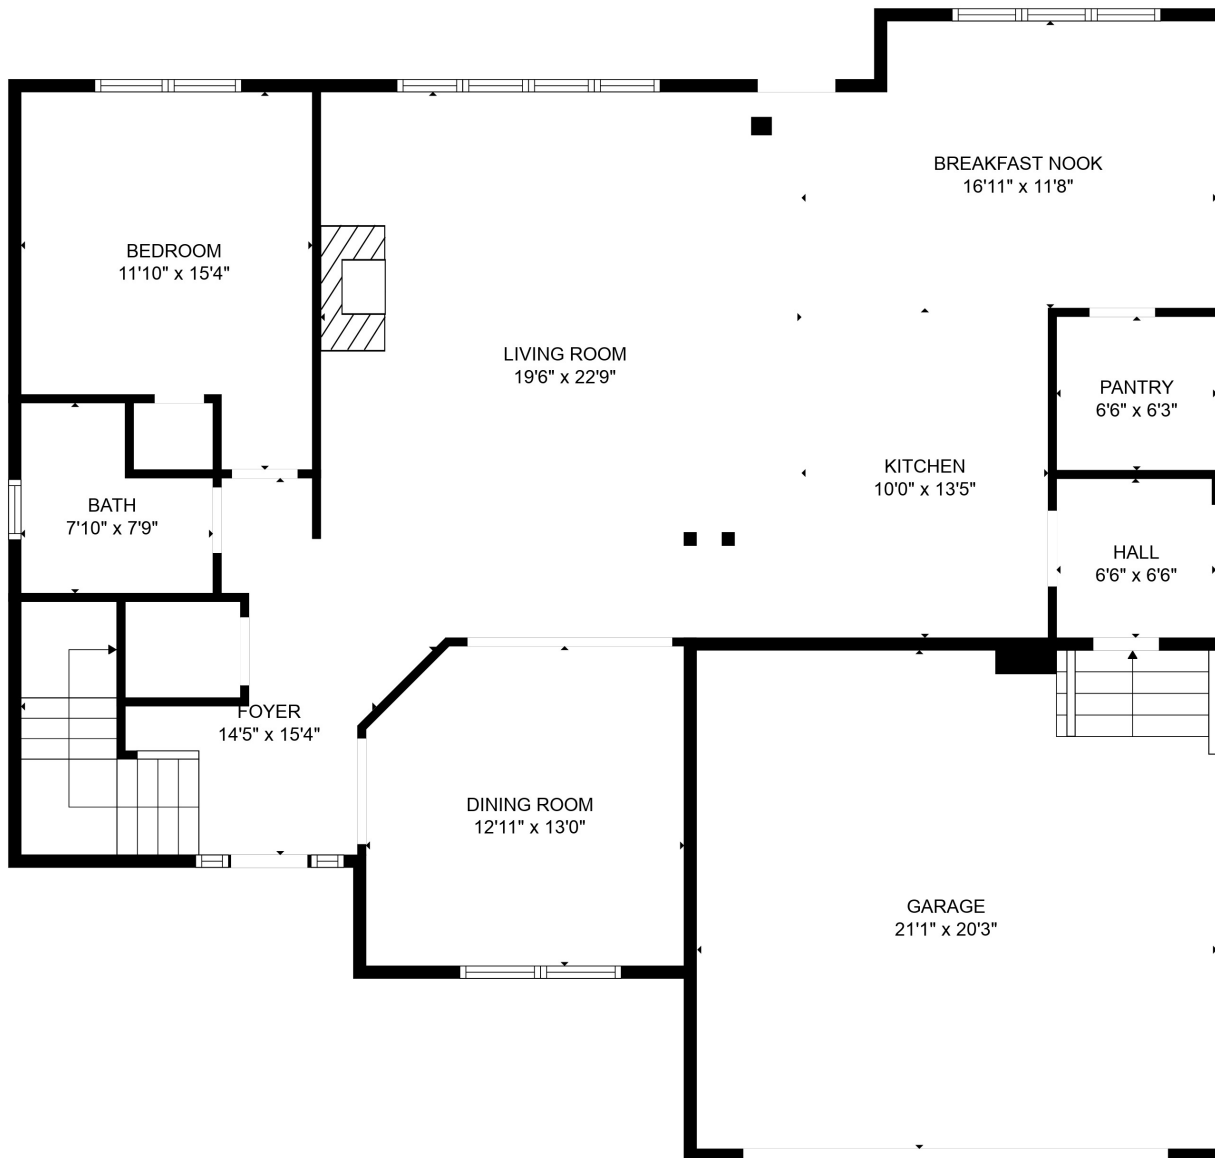 BREAKFAST NOOK
16'11" x 11'8"
BEDROOM
11'10" x 15'4"
LIVING ROOM
19'6" x 22'9"
PANTRY
6'6" x 6'3"
KITCHEN
10'0" x 13'5"
BATH
7'10" x 7'9"
HALL
6'6" x 6'6"
FOYER
14'5" x 15'4"
DINING ROOM
12'11" x 13'0"
GARAGE
21'1" x 20'3"